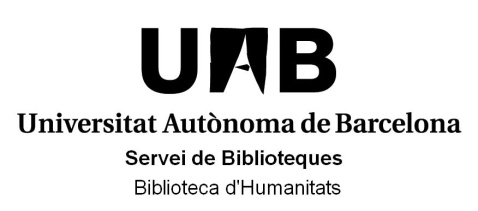 UAB
Universitat Autònoma de Barcelona
Servei de Biblioteques
Biblioteca d'Humanitats